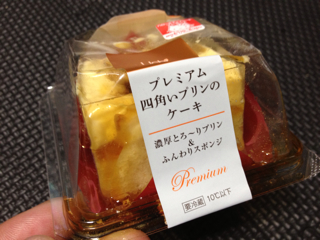 プレミアム
四角いプリンの
ケーキ
濃厚とろ～りプリン
&
ふんわりスポンジ
Premium
要冷蔵 10℃以下